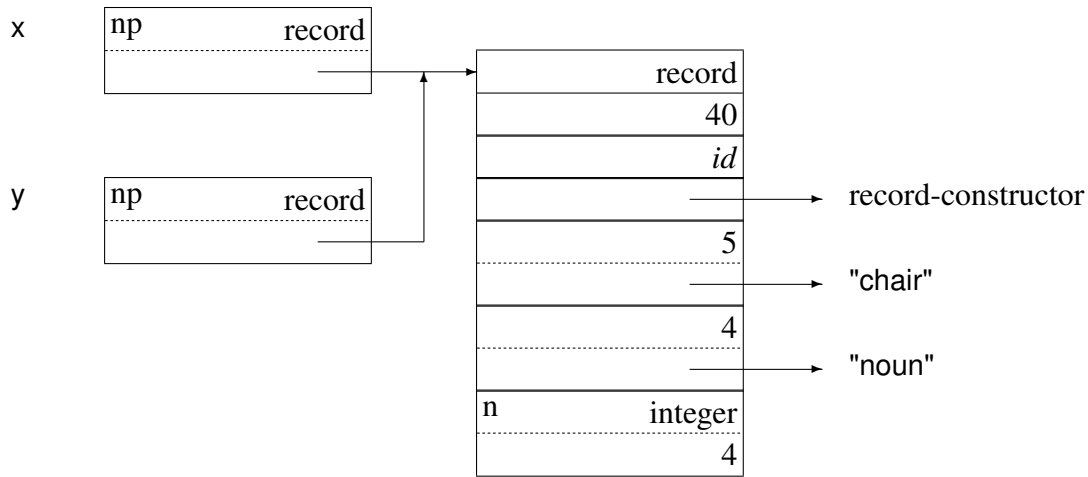 x
np record
record
40
id
y
np record
record-constructor
5
"chair"
4
"noun"
n integer
4